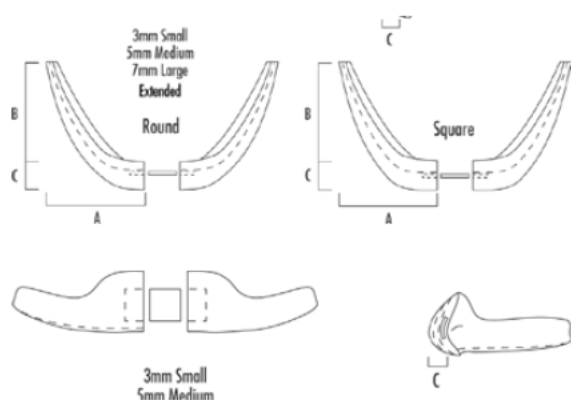 3mm Small
5mm Medium
7mm Large
Extended
Round
C
B
C
A
B
C
A
Square
3mm Small
5mm Medium
C